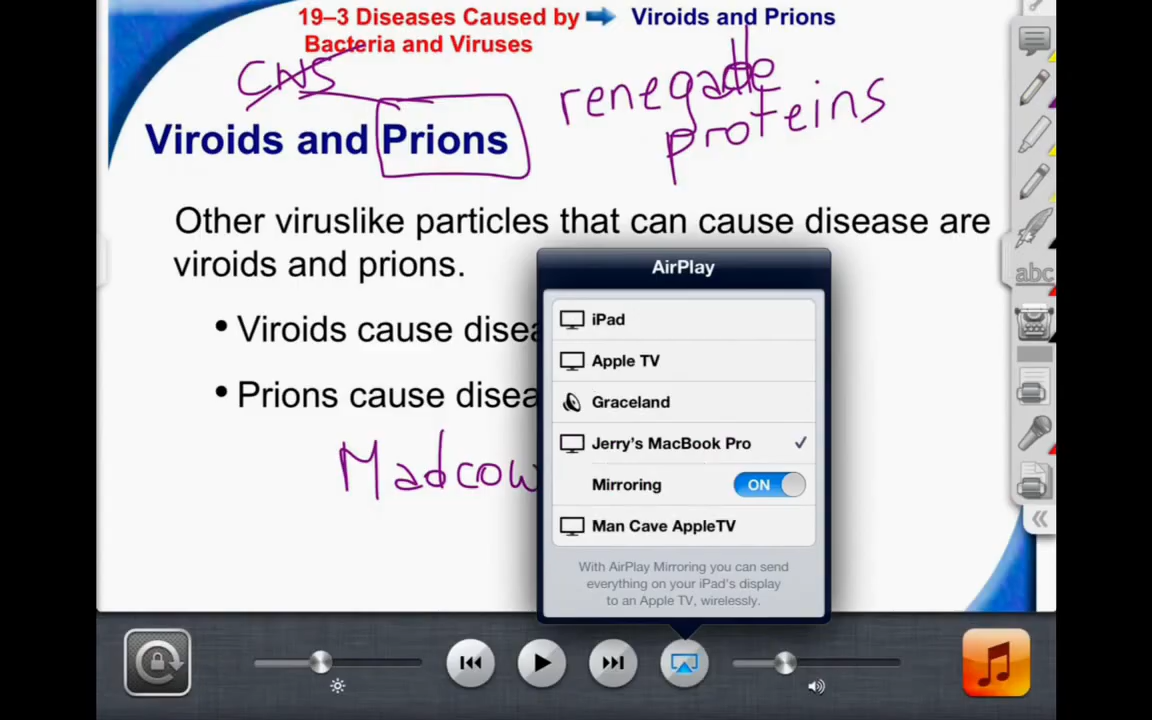 19–3 Diseases Caused by Viroids and Prions
Bacteria and Viruses
CNS
renegade
proteins
Viroids and Prions
Other viruslike particles that can cause disease are
viroids and prions.
• Viroids cause disea
• Prions cause disea
Madcow
AirPlay
iPad
Apple TV
Graceland
Jerry's MacBook Pro
Mirroring ON
Man Cave AppleTV
With AirPlay Mirroring you can send
everything on your iPad's display
to an Apple TV, wirelessly.
abc